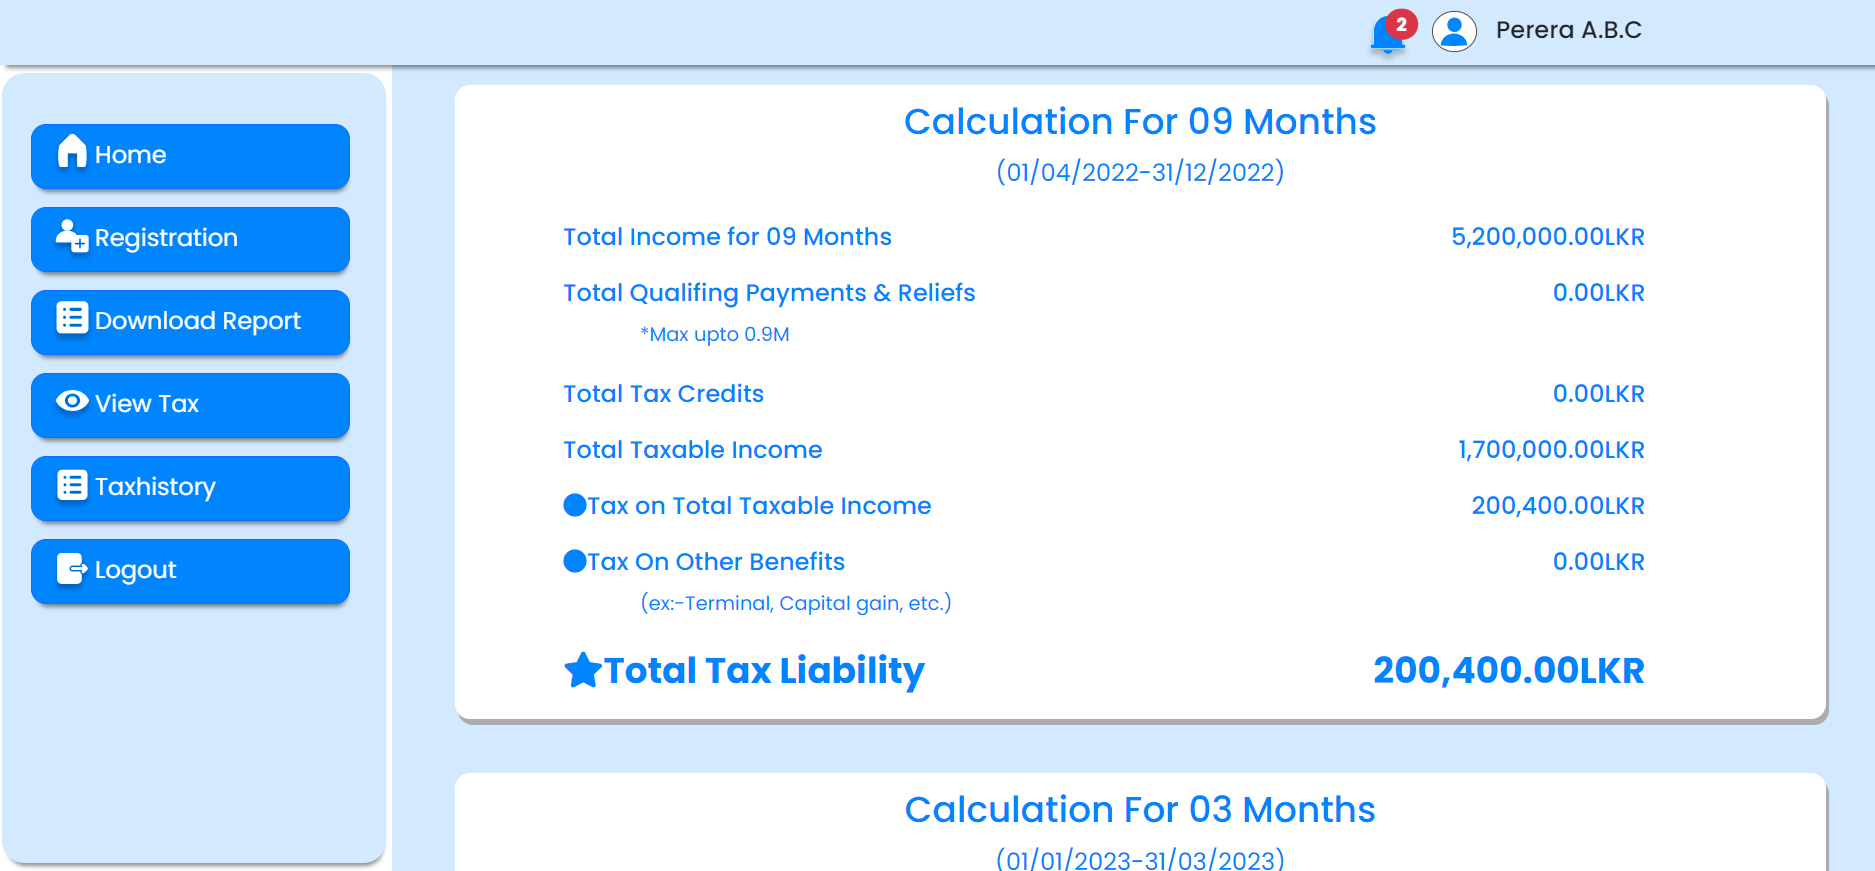 2
Perera A.B.C
Home
Registration
Download Report
View Tax
Taxhistory
Logout
Calculation For 09 Months
(01/04/2022-31/12/2022)
Total Income for 09 Months 5,200,000.00LKR
Total Qualifing Payments & Reliefs 0.00LKR
*Max upto 0.9M
Total Tax Credits 0.00LKR
Total Taxable Income 1,700,000.00LKR
Tax on Total Taxable Income 200,400.00LKR
Tax On Other Benefits 0.00LKR
(ex:-Terminal, Capital gain, etc.)
Total Tax Liability 200,400.00LKR
Calculation For 03 Months
(01/01/2023-31/03/2023)